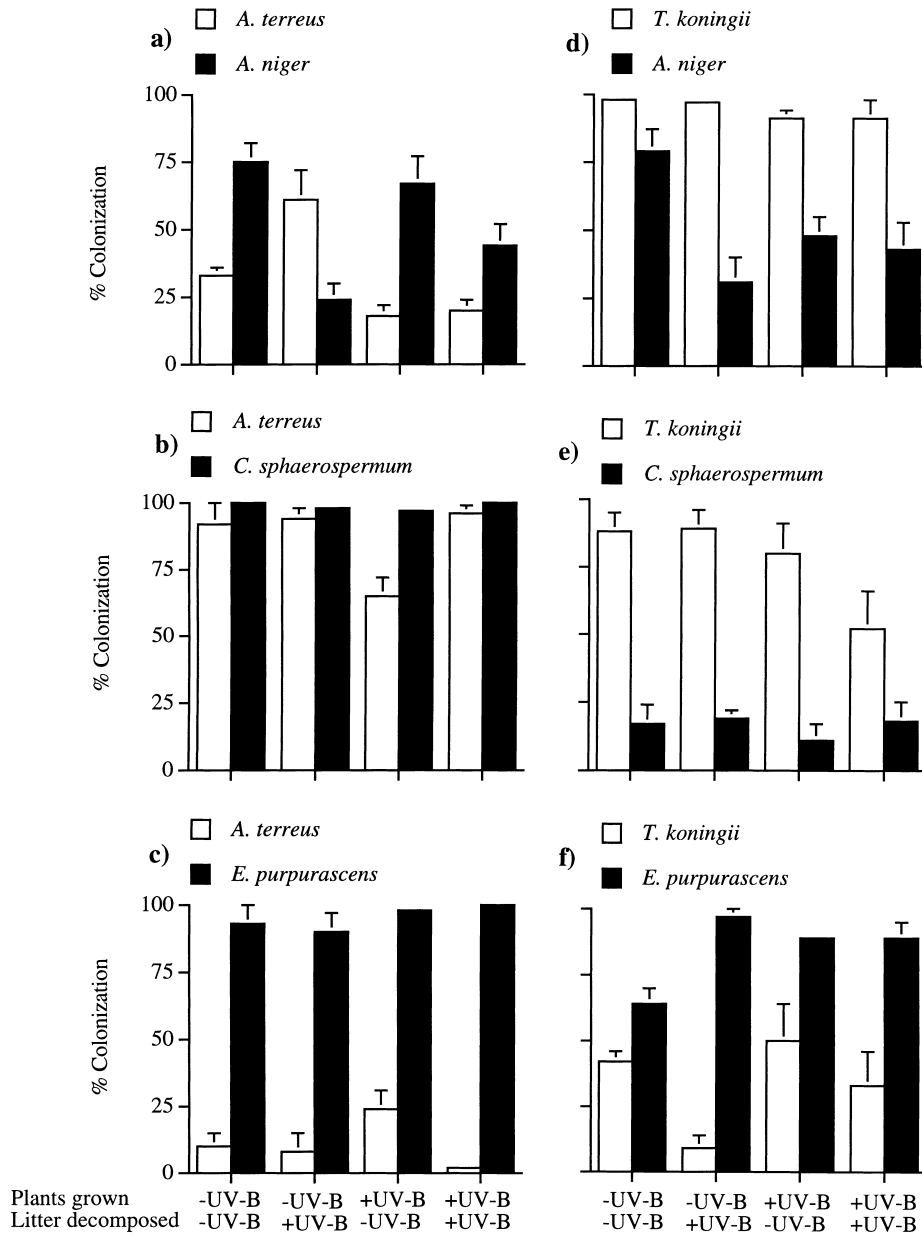 a)
A. terreus
A. niger
100
75
50
25
0
% Colonization
d)
T. koningii
A. niger
b)
A. terreus
C. sphaerospermum
100
75
50
25
0
% Colonization
e)
T. koningii
C. sphaerospermum
c)
A. terreus
E. purpurascens
100
75
50
25
0
% Colonization
f)
T. koningii
E. purpurascens
Plants grown -UV-B -UV-B +UV-B +UV-B -UV-B -UV-B +UV-B +UV-B
Litter decomposed -UV-B +UV-B -UV-B +UV-B -UV-B +UV-B -UV-B +UV-B